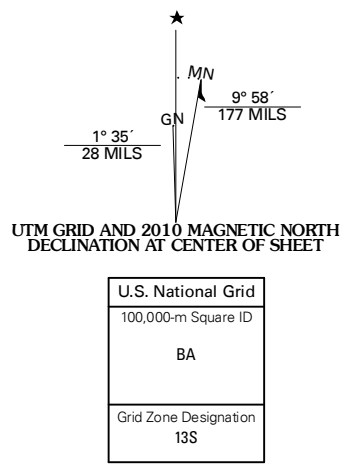 MN
GN
9° 58´
177 MILS
1° 35´
28 MILS
UTM GRID AND 2010 MAGNETIC NORTH
DECLINATION AT CENTER OF SHEET
U.S. National Grid
100,000-m Square ID
BA
Grid Zone Designation
13S